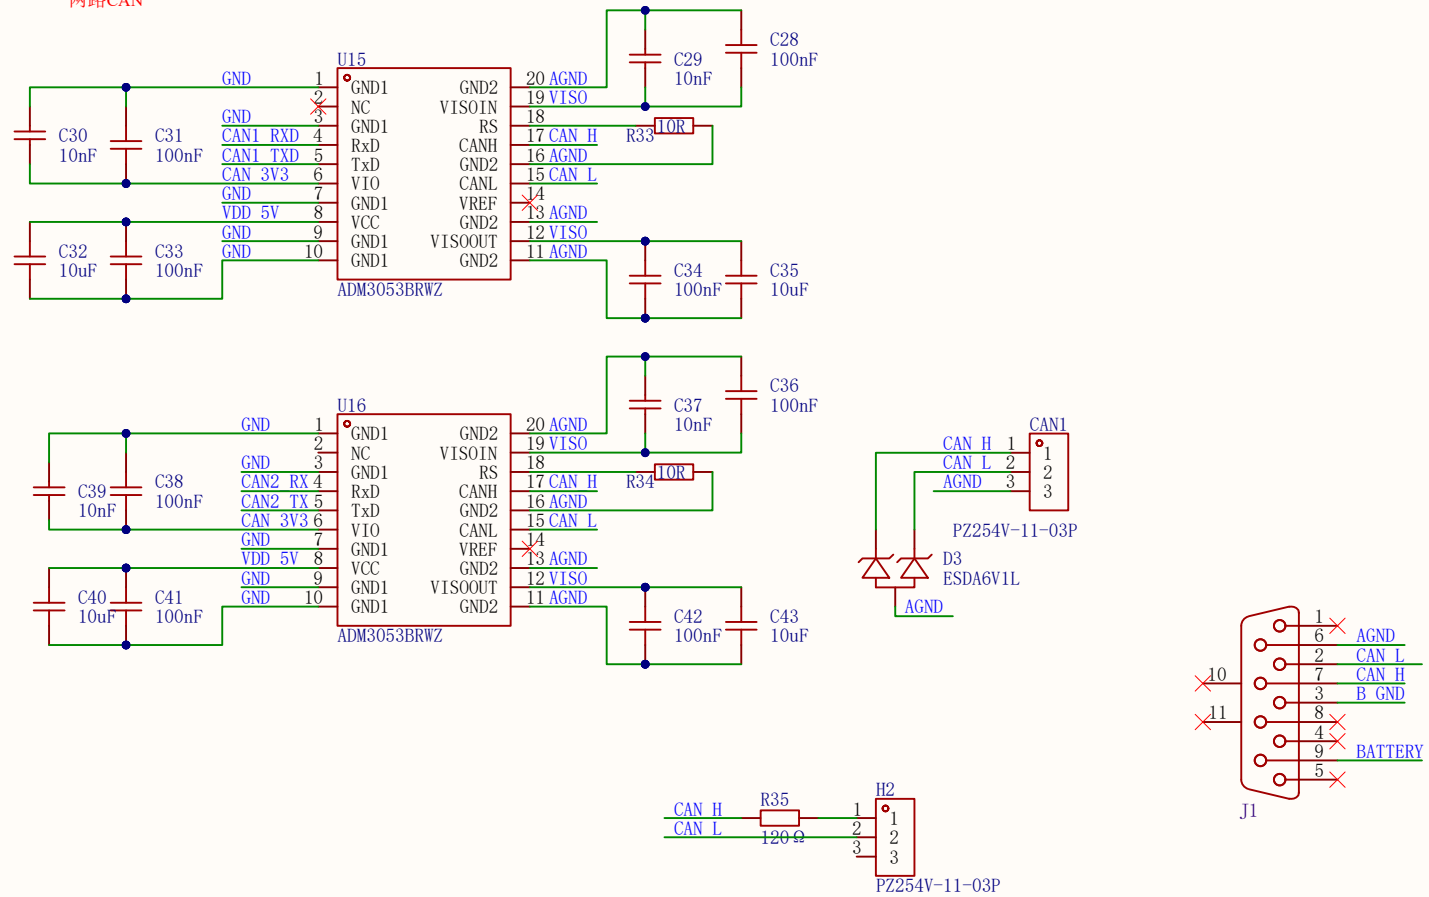 两路CAN
U15
GND 1 GND1
2 NC
GND 3 GND1
CAN1 RXD 4 RxD
CAN1 TXD 5 TxD
CAN 3V3 6 VIO
GND 7 GND1
VDD 5V 8 VCC
GND 9 GND1
GND 10 GND1
GND2 20 AGND
VISOIN 19 VISO
RS 18
CANH 17 CAN H
GND2 16 AGND
CANL 15 CAN L
VREF 14
GND2 13 AGND
VISOOUT 12 VISO
GND2 11 AGND
ADM3053BRWZ
C30
10nF
C31
100nF
C32
10uF
C33
100nF
C29
10nF
C28
100nF
R33 10R
C34
100nF
C35
10uF
U16
GND 1 GND1
2 NC
GND 3 GND1
CAN2 RX 4 RxD
CAN2 TX 5 TxD
CAN 3V3 6 VIO
GND 7 GND1
VDD 5V 8 VCC
GND 9 GND1
GND 10 GND1
GND2 20 AGND
VISOIN 19 VISO
RS 18
CANH 17 CAN H
GND2 16 AGND
CANL 15 CAN L
VREF 14
GND2 13 AGND
VISOOUT 12 VISO
GND2 11 AGND
ADM3053BRWZ
C39
10nF
C38
100nF
C40
10uF
C41
100nF
C37
10nF
C36
100nF
R34 10R
C42
100nF
C43
10uF
CAN1
CAN H 1 1
CAN L 2 2
AGND 3 3
PZ254V-11-03P
D3
ESDA6V1L
AGND
1
6 AGND
2 CAN L
7 CAN H
3 B GND
8
4
9 BATTERY
5
10
11
J1
H2
CAN H R35 1 1
CAN L 120Ω 2 2
3 3
PZ254V-11-03P